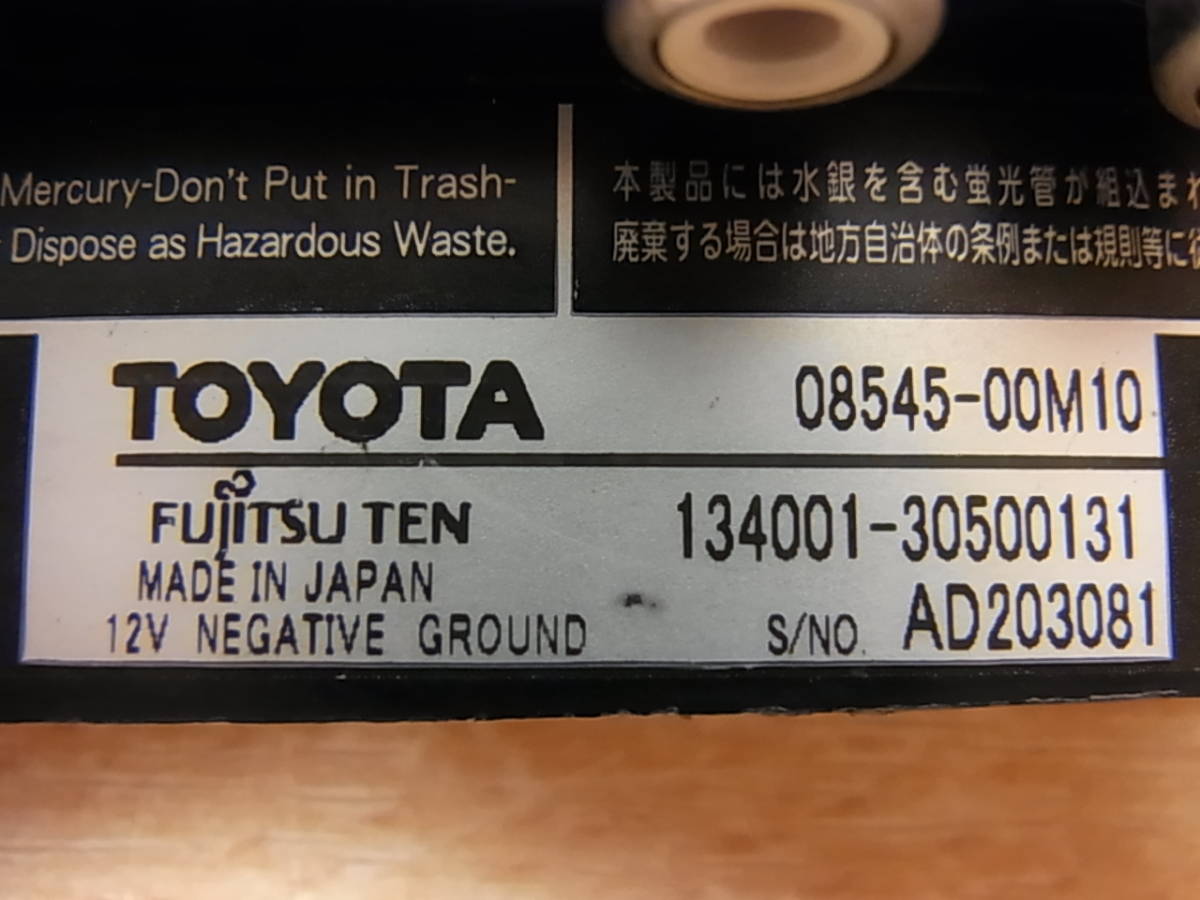 Mercury-Don't Put in Trash-
Dispose as Hazardous Waste.
本製品には水銀を含む蛍光管が組込まれ
廃棄する場合は地方自治体の条例または規則等に従
TOYOTA 08545-00M10
FUJITSU TEN 134001-30500131
MADE IN JAPAN
12V NEGATIVE GROUND S/NO. AD203081